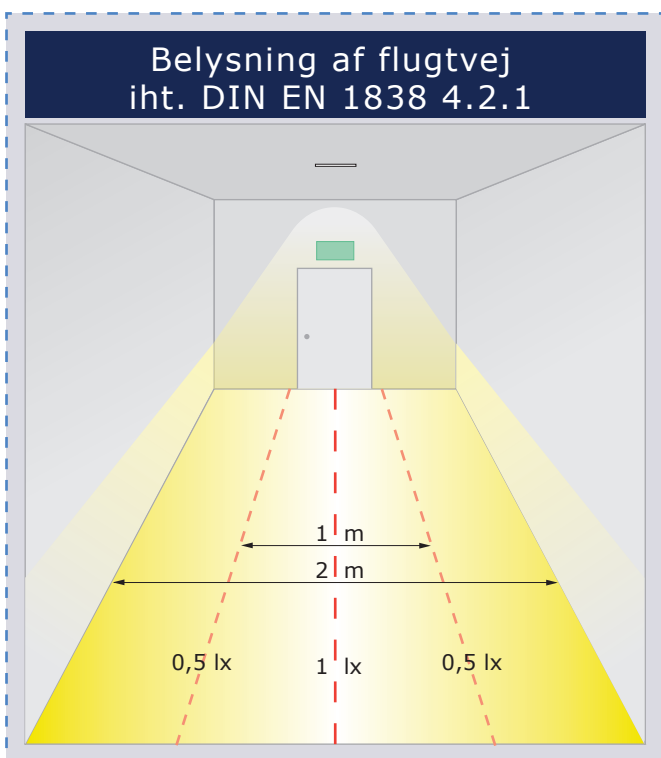 Belysning af flugtvej
iht. DIN EN 1838 4.2.1
1 m
2 m
0,5 lx
1 lx
0,5 lx